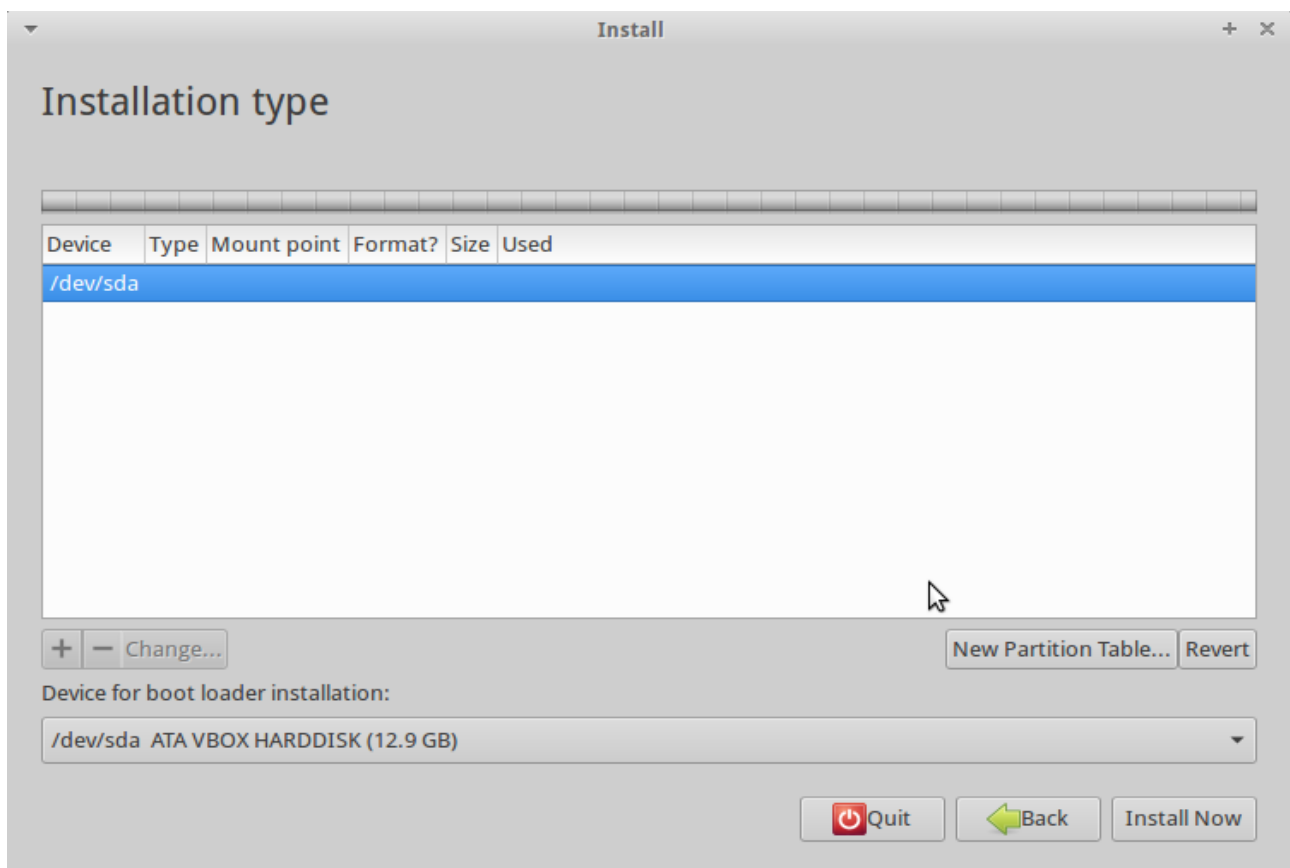 Install
Installation type
Device Type Mount point Format? Size Used
/dev/sda
+ − Change... New Partition Table... Revert
Device for boot loader installation:
/dev/sda ATA VBOX HARDDISK (12.9 GB)
Quit Back Install Now